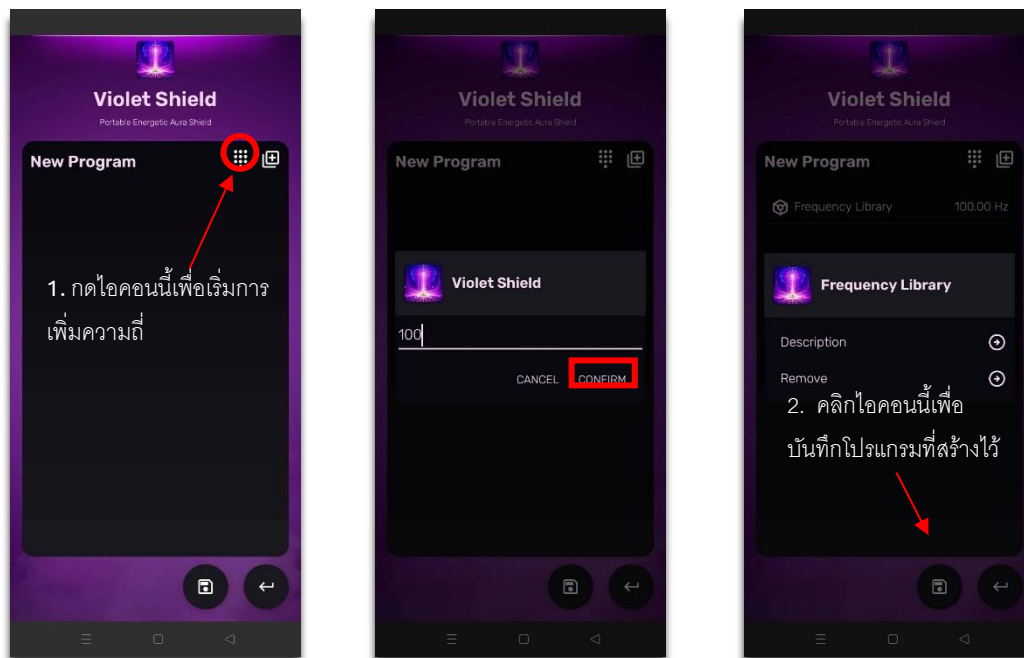 Violet Shield
Portable Energetic Aura Shield
New Program
1. กดไอคอนนี้เพื่อเริ่มการ
เพิ่มความถี่
Violet Shield
Portable Energetic Aura Shield
New Program
Violet Shield
100
CANCEL CONFIRM
Violet Shield
Portable Energetic Aura Shield
New Program
Frequency Library 100.00 Hz
Frequency Library
Description
Remove
2. คลิกไอคอนนี้เพื่อ
บันทึกโปรแกรมที่สร้างไว้